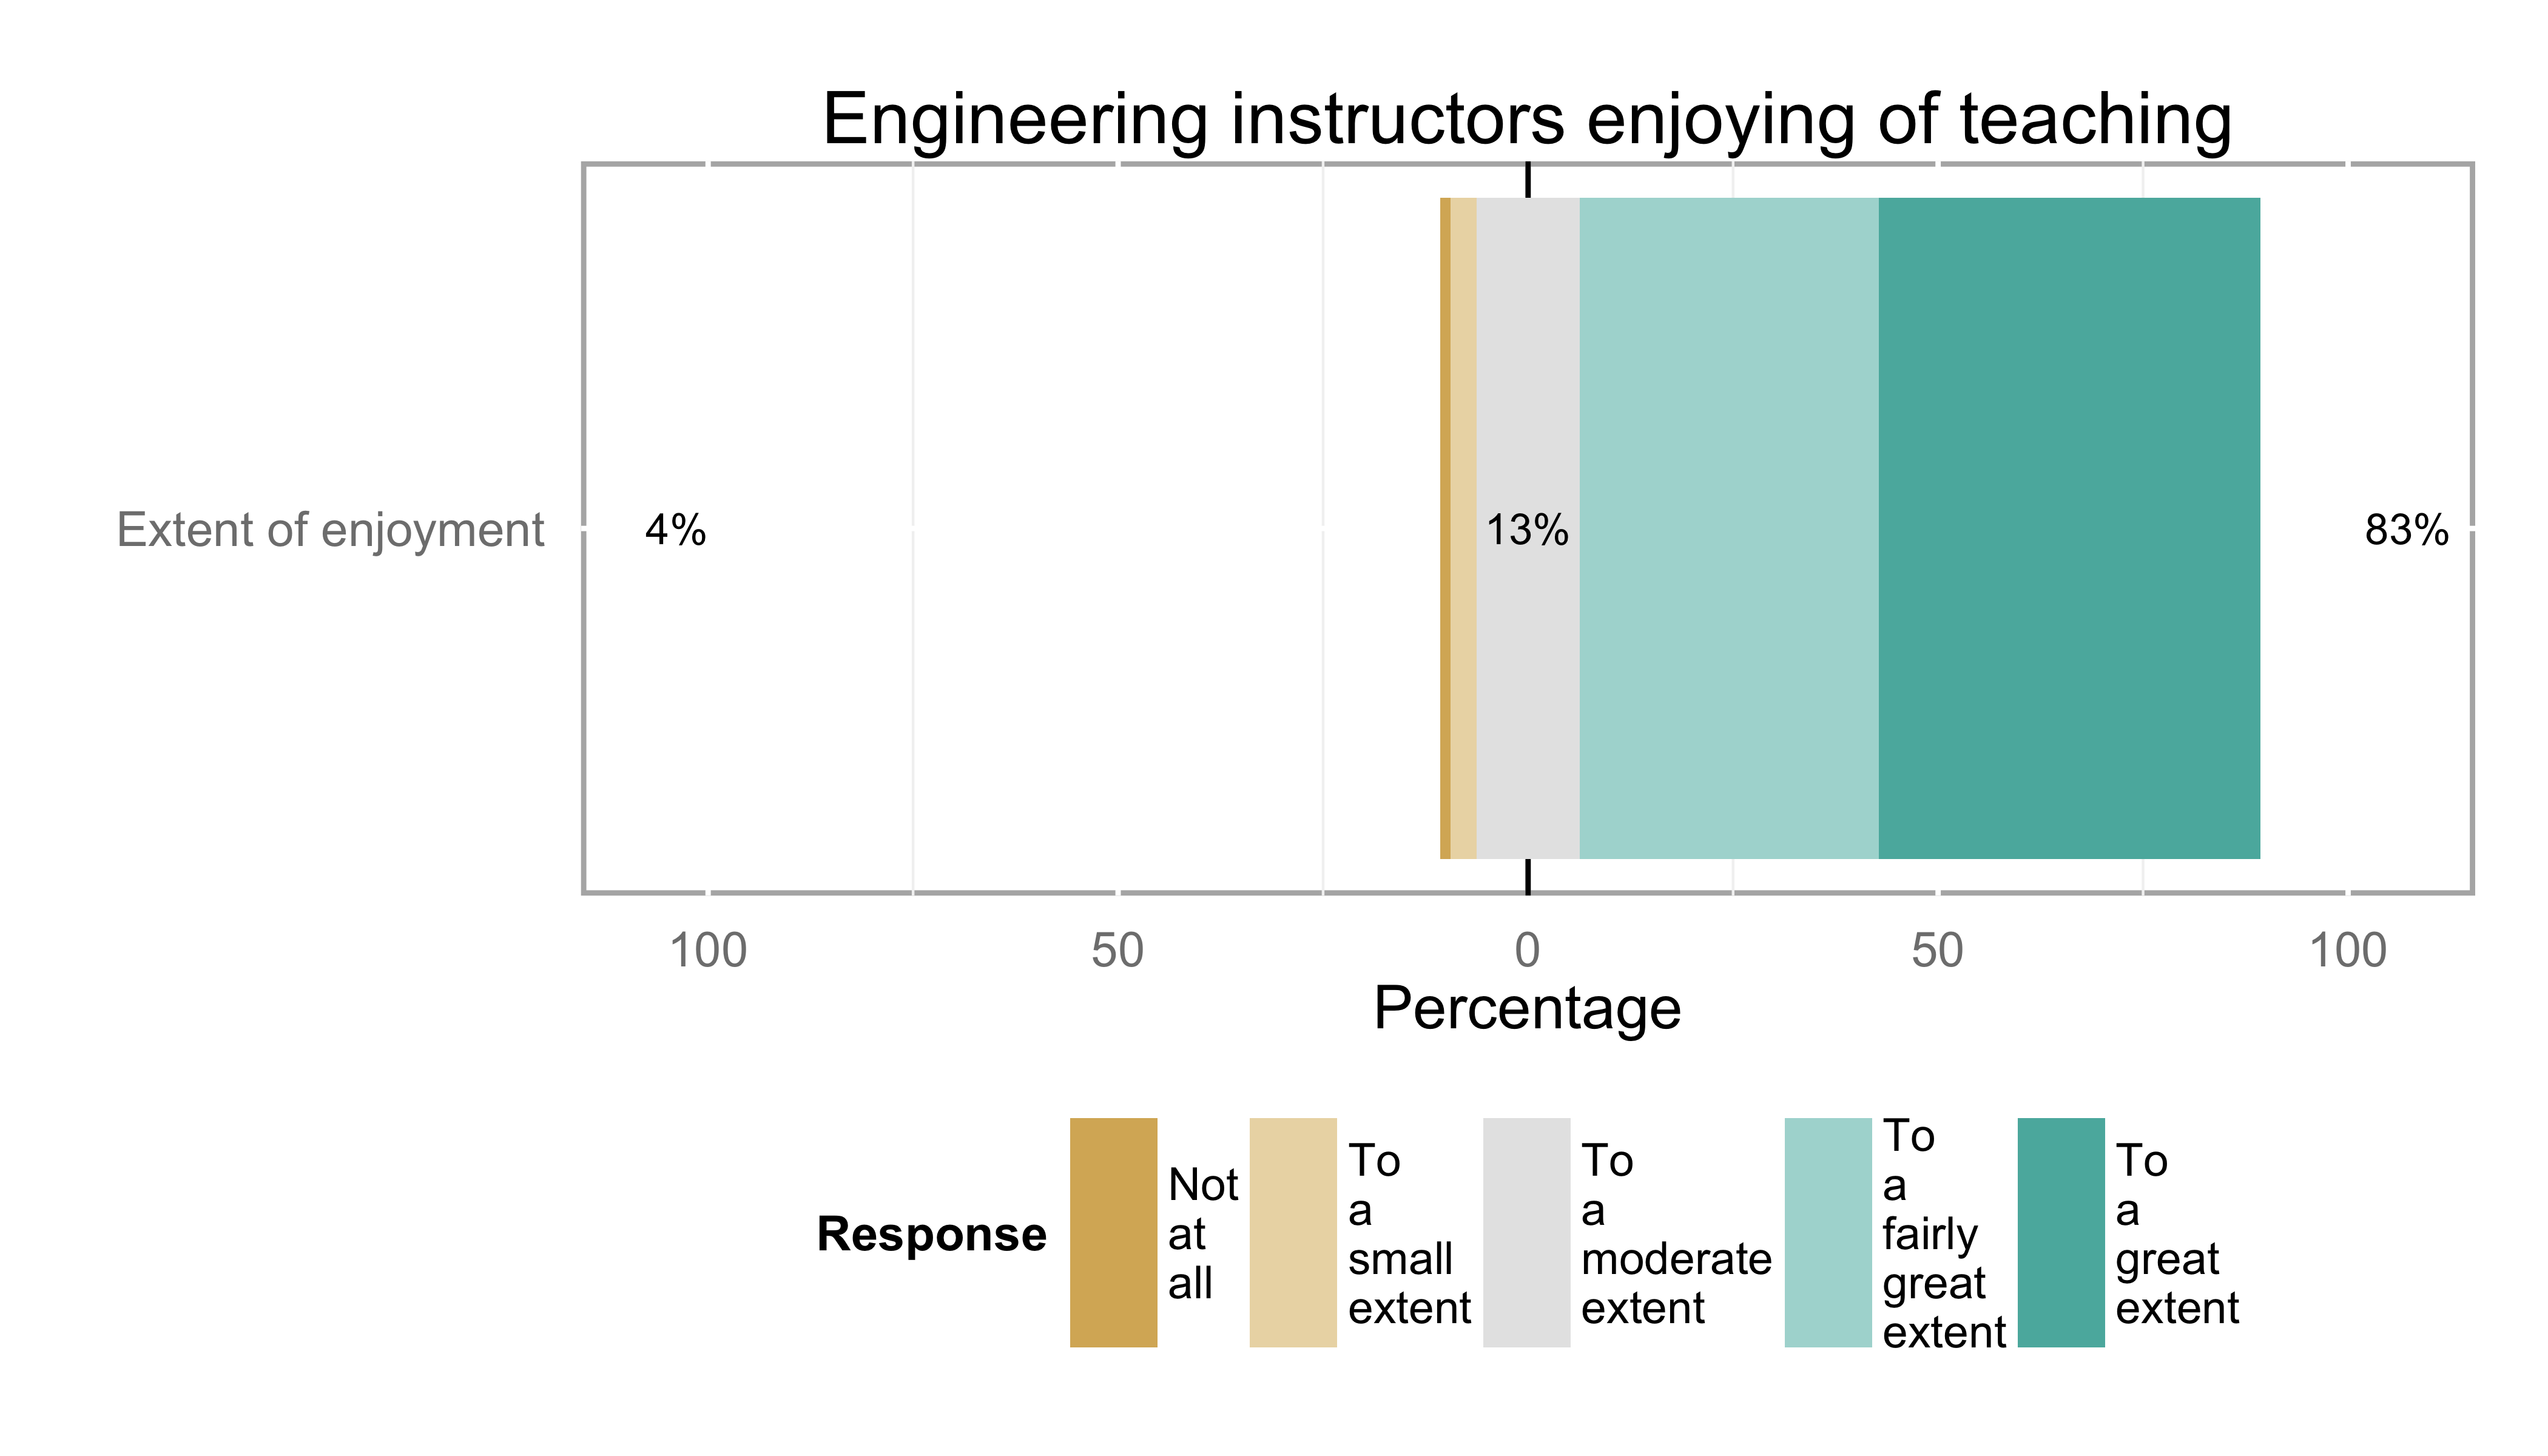 Engineering instructors enjoying of teaching
Extent of enjoyment
4%
13%
83%
100
50
0
50
100
Percentage
Response
Not
at
all
To
a
small
extent
To
a
moderate
extent
To
a
fairly
great
extent
To
a
great
extent